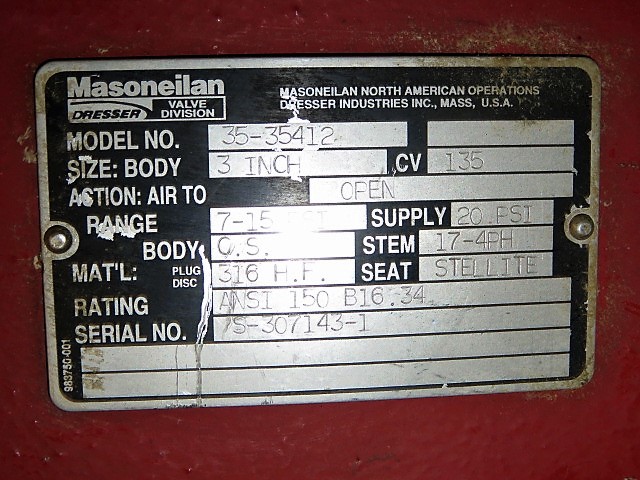 Masoneilan
DRESSER VALVE DIVISION
MASONEILAN NORTH AMERICAN OPERATIONS
DRESSER INDUSTRIES INC., MASS, U.S.A.
MODEL NO. 35-35412
SIZE: BODY 3 INCH CV 135
ACTION: AIR TO OPEN
RANGE 7-15 PSI SUPPLY 20 PSI
BODY C.S. STEM 17-4PH
MAT'L: PLUG DISC 316 H.F. SEAT STELLITE
RATING ANSI 150 B16.34
SERIAL NO. S-307143-1
983750-001